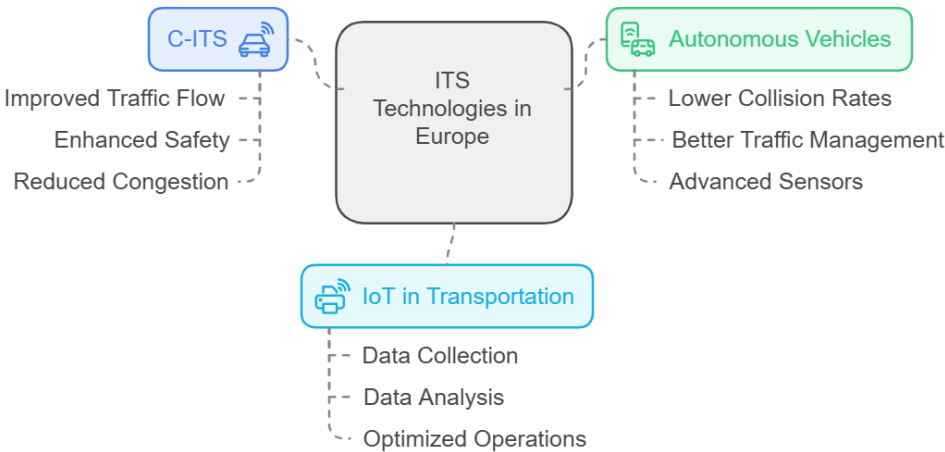 C-ITS
Improved Traffic Flow
Enhanced Safety
Reduced Congestion
ITS
Technologies in
Europe
Autonomous Vehicles
Lower Collision Rates
Better Traffic Management
Advanced Sensors
IoT in Transportation
Data Collection
Data Analysis
Optimized Operations